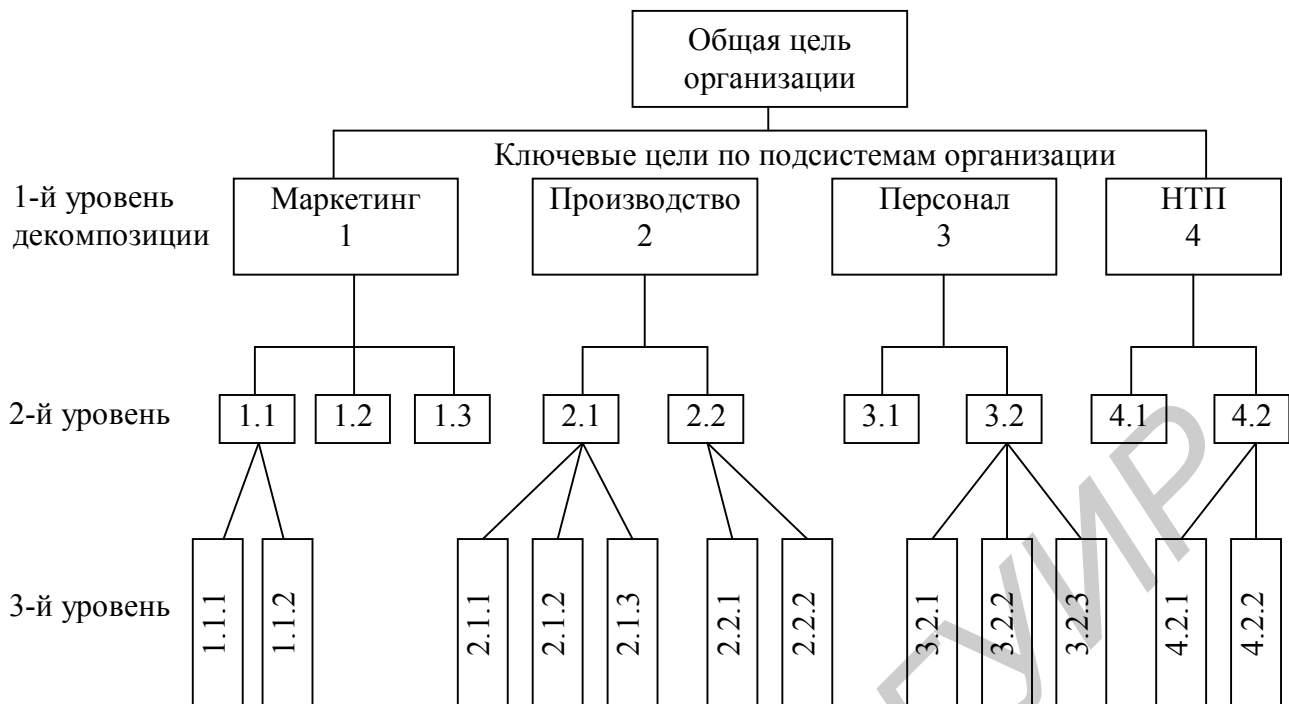 Общая цель
организации
Ключевые цели по подсистемам организации
1-й уровень
декомпозиции
Маркетинг
1
Производство
2
Персонал
3
НТП
4
2-й уровень
1.1
1.2
1.3
2.1
2.2
3.1
3.2
4.1
4.2
3-й уровень
1.1.1
1.1.2
2.1.1
2.1.2
2.1.3
2.2.1
2.2.2
3.2.1
3.2.2
3.2.3
4.2.1
4.2.2
ГУИР